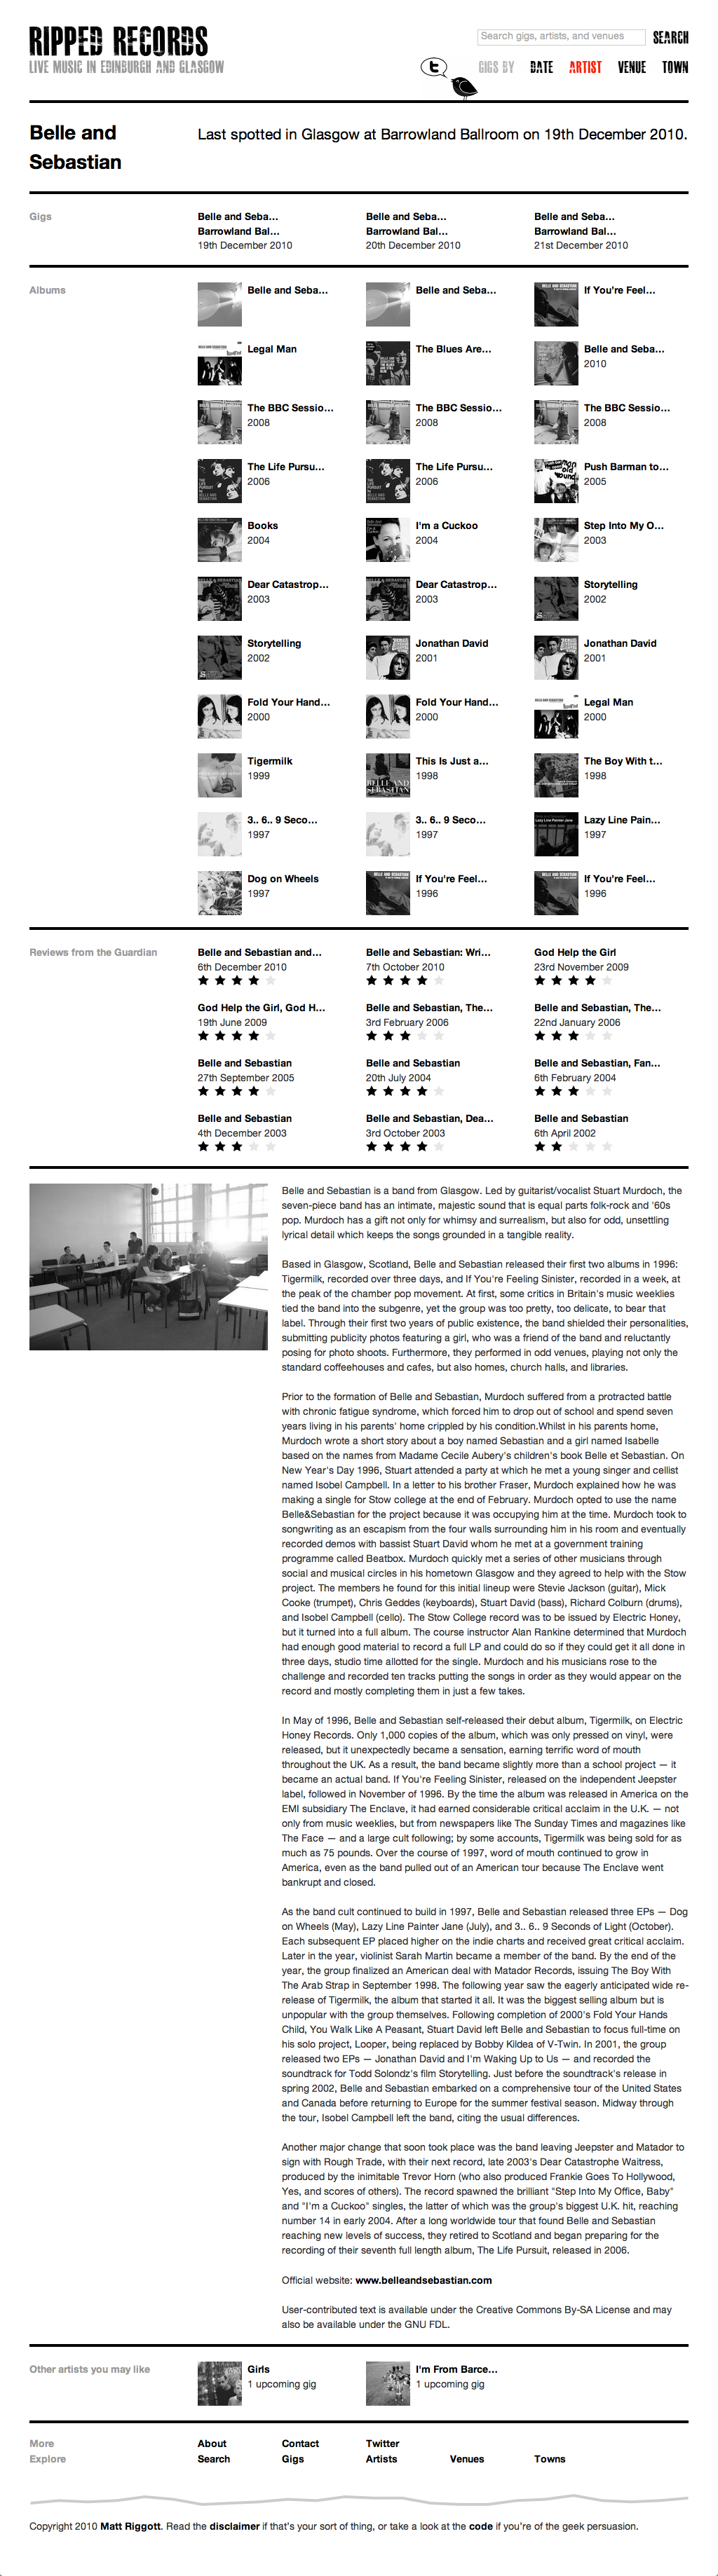 RIPPED RECORDS
LIVE MUSIC IN EDINBURGH AND GLASGOW
Search gigs, artists, and venues SEARCH
GIGS BY DATE ARTIST VENUE TOWN
Belle and
Sebastian
Last spotted in Glasgow at Barrowland Ballroom on 19th December 2010.
Gigs
Belle and Seba... Belle and Seba... Belle and Seba...
Barrowland Bal... Barrowland Bal... Barrowland Bal...
19th December 2010 20th December 2010 21st December 2010
Albums
Belle and Seba... Belle and Seba... If You're Feel...
Legal Man The Blues Are... Belle and Seba...
2010
The BBC Sessio... The BBC Sessio... The BBC Sessio...
2008 2008 2008
The Life Pursu... The Life Pursu... Push Barman to...
2006 2006 2005
Books I'm a Cuckoo Step Into My O...
2004 2004 2003
Dear Catastrop... Dear Catastrop... Storytelling
2003 2003 2002
Storytelling Jonathan David Jonathan David
2002 2001 2001
Fold Your Hand... Fold Your Hand... Legal Man
2000 2000 2000
Tigermilk This Is Just a... The Boy With t...
1999 1998 1998
3.. 6.. 9 Seco... 3.. 6.. 9 Seco... Lazy Line Pain...
1997 1997 1997
Dog on Wheels If You're Feel... If You're Feel...
1997 1996 1996
Reviews from the Guardian
Belle and Sebastian and... Belle and Sebastian: Wri... God Help the Girl
6th December 2010 7th October 2010 23rd November 2009
God Help the Girl, God H... Belle and Sebastian, The... Belle and Sebastian, The...
19th June 2009 3rd February 2006 22nd January 2006
Belle and Sebastian Belle and Sebastian Belle and Sebastian, Fan...
27th September 2005 20th July 2004 6th February 2004
Belle and Sebastian Belle and Sebastian, Dea... Belle and Sebastian
4th December 2003 3rd October 2003 6th April 2002
Belle and Sebastian is a band from Glasgow. Led by guitarist/vocalist Stuart Murdoch, the
seven-piece band has an intimate, majestic sound that is equal parts folk-rock and '60s
pop. Murdoch has a gift not only for whimsy and surrealism, but also for odd, unsettling
lyrical detail which keeps the songs grounded in a tangible reality.
Based in Glasgow, Scotland, Belle and Sebastian released their first two albums in 1996:
Tigermilk, recorded over three days, and If You're Feeling Sinister, recorded in a week, at
the peak of the chamber pop movement. At first, some critics in Britain's music weeklies
tied the band into the subgenre, yet the group was too pretty, too delicate, to bear that
label. Through their first two years of public existence, the band shielded their personalities,
submitting publicity photos featuring a girl, who was a friend of the band and reluctantly
posing for photo shoots. Furthermore, they performed in odd venues, playing not only the
standard coffeehouses and cafes, but also homes, church halls, and libraries.
Prior to the formation of Belle and Sebastian, Murdoch suffered from a protracted battle
with chronic fatigue syndrome, which forced him to drop out of school and spend seven
years living in his parents' home crippled by his condition.Whilst in his parents home,
Murdoch wrote a short story about a boy named Sebastian and a girl named Isabelle
based on the names from Madame Cecile Aubery's children's book Belle et Sebastian. On
New Year's Day 1996, Stuart attended a party at which he met a young singer and cellist
named Isobel Campbell. In a letter to his brother Fraser, Murdoch explained how he was
making a single for Stow college at the end of February. Murdoch opted to use the name
Belle&Sebastian for the project because it was occupying him at the time. Murdoch took to
songwriting as an escapism from the four walls surrounding him in his room and eventually
recorded demos with bassist Stuart David whom he met at a government training
programme called Beatbox. Murdoch quickly met a series of other musicians through
social and musical circles in his hometown Glasgow and they agreed to help with the Stow
project. The members he found for this initial lineup were Stevie Jackson (guitar), Mick
Cooke (trumpet), Chris Geddes (keyboards), Stuart David (bass), Richard Colburn (drums),
and Isobel Campbell (cello). The Stow College record was to be issued by Electric Honey,
but it turned into a full album. The course instructor Alan Rankine determined that Murdoch
had enough good material to record a full LP and could do so if they could get it all done in
three days, studio time allotted for the single. Murdoch and his musicians rose to the
challenge and recorded ten tracks putting the songs in order as they would appear on the
record and mostly completing them in just a few takes.
In May of 1996, Belle and Sebastian self-released their debut album, Tigermilk, on Electric
Honey Records. Only 1,000 copies of the album, which was only pressed on vinyl, were
released, but it unexpectedly became a sensation, earning terrific word of mouth
throughout the UK. As a result, the band became slightly more than a school project — it
became an actual band. If You're Feeling Sinister, released on the independent Jeepster
label, followed in November of 1996. By the time the album was released in America on the
EMI subsidiary The Enclave, it had earned considerable critical acclaim in the U.K. — not
only from music weeklies, but from newspapers like The Sunday Times and magazines like
The Face — and a large cult following; by some accounts, Tigermilk was being sold for as
much as 75 pounds. Over the course of 1997, word of mouth continued to grow in
America, even as the band pulled out of an American tour because The Enclave went
bankrupt and closed.
As the band cult continued to build in 1997, Belle and Sebastian released three EPs — Dog
on Wheels (May), Lazy Line Painter Jane (July), and 3.. 6.. 9 Seconds of Light (October).
Each subsequent EP placed higher on the indie charts and received great critical acclaim.
Later in the year, violinist Sarah Martin became a member of the band. By the end of the
year, the group finalized an American deal with Matador Records, issuing The Boy With
The Arab Strap in September 1998. The following year saw the eagerly anticipated wide re-
release of Tigermilk, the album that started it all. It was the biggest selling album but is
unpopular with the group themselves. Following completion of 2000's Fold Your Hands
Child, You Walk Like A Peasant, Stuart David left Belle and Sebastian to focus full-time on
his solo project, Looper, being replaced by Bobby Kildea of V-Twin. In 2001, the group
released two EPs — Jonathan David and I'm Waking Up to Us — and recorded the
soundtrack for Todd Solondz's film Storytelling. Just before the soundtrack's release in
spring 2002, Belle and Sebastian embarked on a comprehensive tour of the United States
and Canada before returning to Europe for the summer festival season. Midway through
the tour, Isobel Campbell left the band, citing the usual differences.
Another major change that soon took place was the band leaving Jeepster and Matador to
sign with Rough Trade, with their next record, late 2003's Dear Catastrophe Waitress,
produced by the inimitable Trevor Horn (who also produced Frankie Goes To Hollywood,
Yes, and scores of others). The record spawned the brilliant "Step Into My Office, Baby"
and "I'm a Cuckoo" singles, the latter of which was the group's biggest U.K. hit, reaching
number 14 in early 2004. After a long worldwide tour that found Belle and Sebastian
reaching new levels of success, they retired to Scotland and began preparing for the
recording of their seventh full length album, The Life Pursuit, released in 2006.
Official website: www.belleandsebastian.com
User-contributed text is available under the Creative Commons By-SA License and may
also be available under the GNU FDL.
Other artists you may like
Girls I'm From Barce...
1 upcoming gig 1 upcoming gig
More About Contact Twitter
Explore Search Gigs Artists Venues Towns
Copyright 2010 Matt Riggott. Read the disclaimer if that's your sort of thing, or take a look at the code if you're of the geek persuasion.